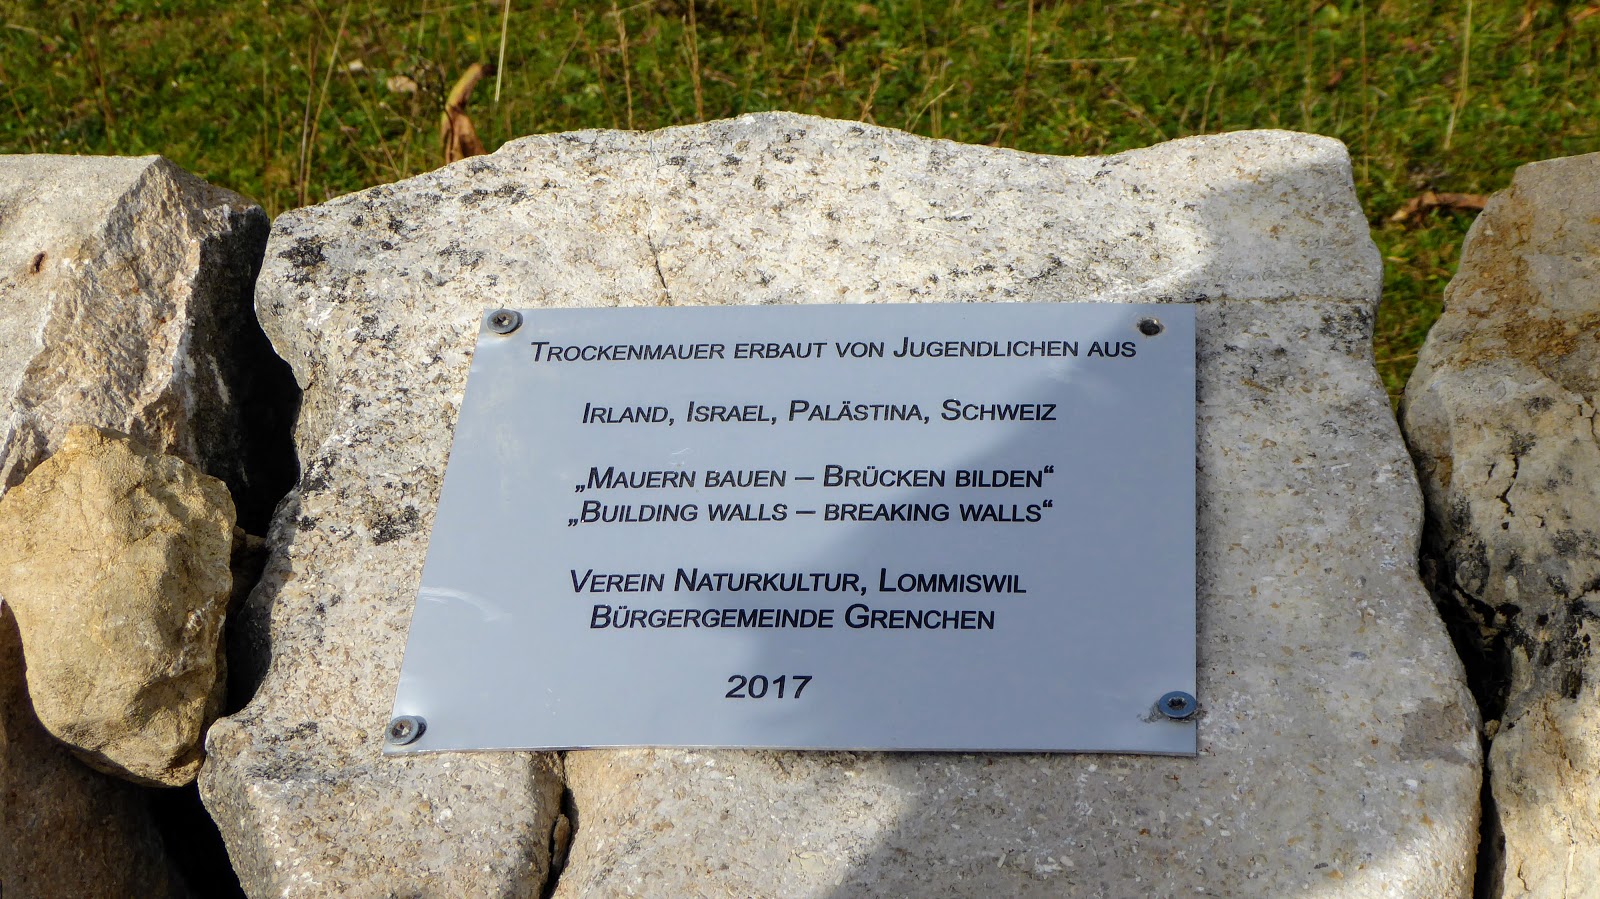 Trockenmauer erbaut von Jugendlichen aus
Irland, Israel, Palästina, Schweiz
„Mauern bauen – Brücken bilden“
„Building walls – breaking walls“
Verein Naturkultur, Lommiswil
Bürgergemeinde Grenchen
2017